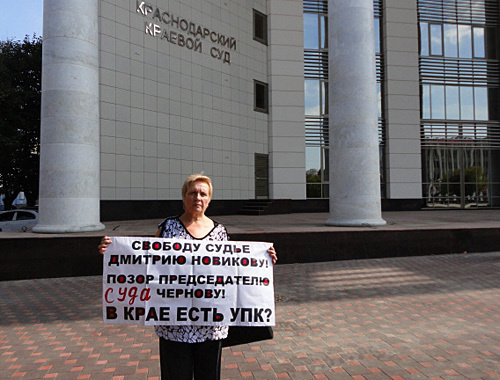 Краснодарский
Краевой суд
СВОБОДУ СУДЬЕ
ДМИТРИЮ НОВИКОВУ!
ПОЗОР ПРЕДСЕДАТЕЛЮ
СУДА ЧЕРНОВУ!
В КРАЕ ЕСТЬ УПК?